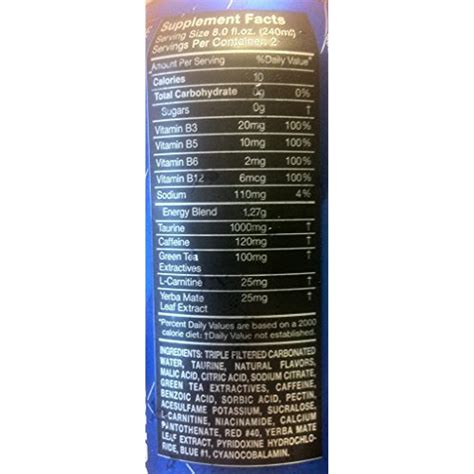 Supplement Facts
Serving Size 8.0 fl.oz. (240ml)
Servings Per Container 2
Amount Per Serving %Daily Value*
Calories 10
Total Carbohydrate 0g 0%
Sugars 0g †
Vitamin B3 20mg 100%
Vitamin B5 10mg 100%
Vitamin B6 2mg 100%
Vitamin B12 6mcg 100%
Sodium 110mg 4%
Energy Blend 1.27g
Taurine 1000mg †
Caffeine 120mg †
Green Tea 100mg †
Extractives
L-Carnitine 25mg †
Yerba Mate 25mg †
Leaf Extract
*Percent Daily Values are based on a 2000
calorie diet: †Daily Value not established.
INGREDIENTS: TRIPLE FILTERED CARBONATED
WATER, TAURINE, NATURAL FLAVORS,
MALIC ACID, CITRIC ACID, SODIUM CITRATE,
GREEN TEA EXTRACTIVES, CAFFEINE,
BENZOIC ACID, SORBIC ACID, PECTIN,
ACESULFAME POTASSIUM, SUCRALOSE,
L-CARNITINE, NIACINAMIDE, CALCIUM
PANTOTHENATE, RED #40, YERBA MATE
LEAF EXTRACT, PYRIDOXINE HYDROCHLO-
RIDE, BLUE #1, CYANOCOBALAMIN.